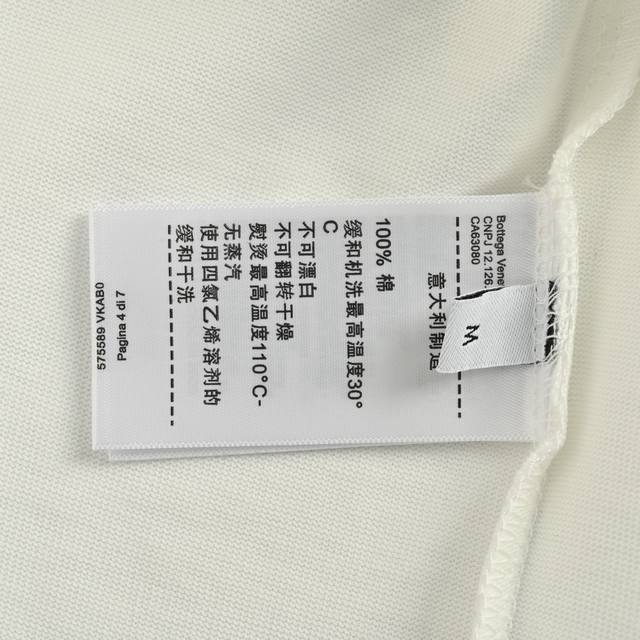 Bottega Vene
CNPJ 12.126.
CA63080
意大利制造
M
100% 棉
缓和机洗最高温度30°
C
不可漂白
不可翻转干燥
熨烫最高温度110°C-
无蒸汽
使用四氯乙烯溶剂的
缓和干洗
Pagina 4 di 7
575589 VKAB0